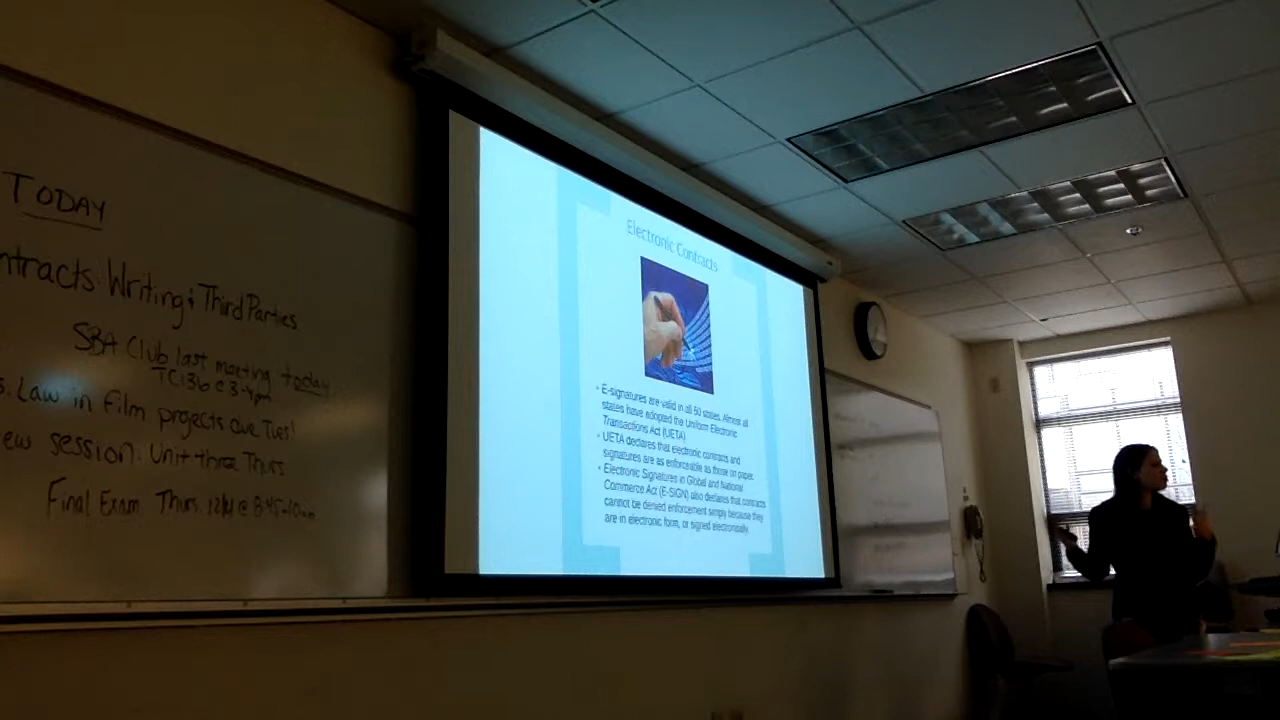 TODAY
ntracts: Writing & Third Parties
SBA Club last meeting today
TC136 @ 3-4pm
s. Law in Film projects due Tues!
ew session: Unit three Thurs
Final Exam Thurs. @ 8:45-10am
Electronic Contracts
• E-signatures are valid in all 50 states. Almost all
states have adopted the Uniform Electronic
Transactions Act (UETA)
• UETA declares that electronic contracts and
signatures are as enforceable as those on paper.
• Electronic Signatures in Global and National
Commerce Act (E-SIGN) also declares that contracts
cannot be denied enforcement simply because they
are in electronic form, or signed electronically.